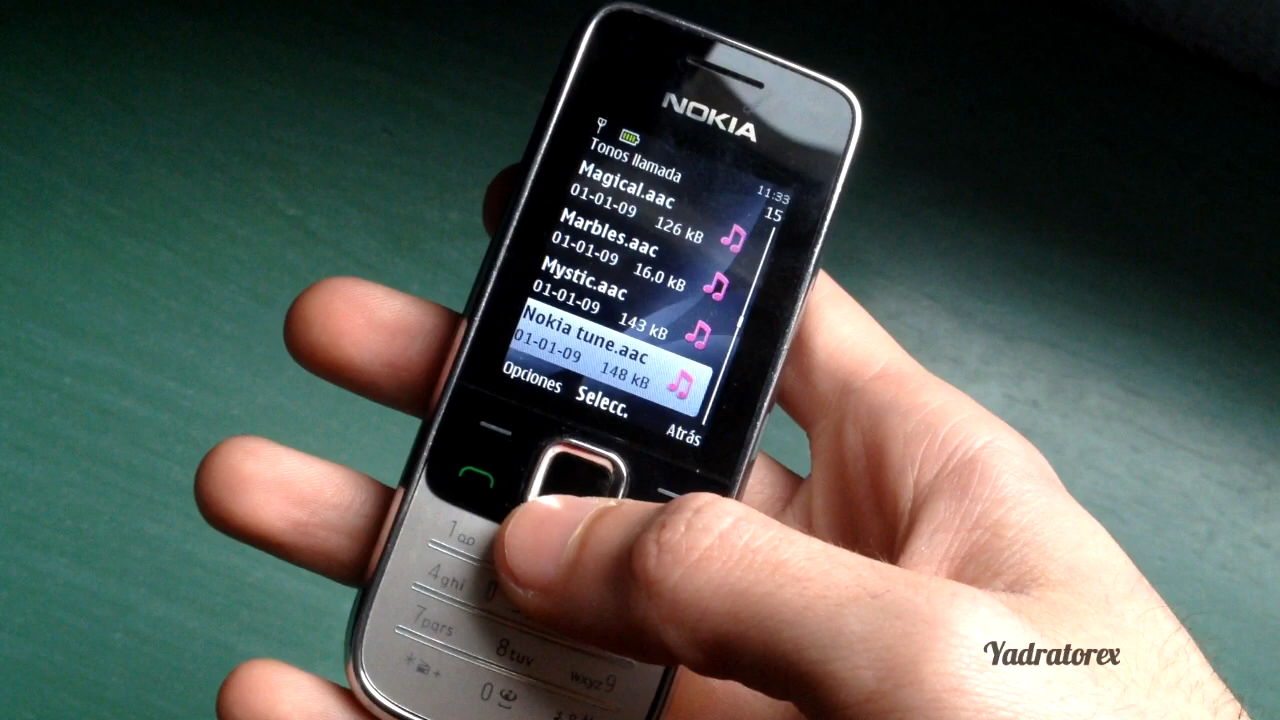 NOKIA
Tonos llamada
11:33
15
Magical.aac
01-01-09 126 kB
Marbles.aac
01-01-09 16,0 kB
Mystic.aac
01-01-09 143 kB
Nokia tune.aac
01-01-09 148 kB
Opciones Selecc. Atrás
1
4ghi
7pqrs
8tuv
wxyz9
*+
0
Yadratorex